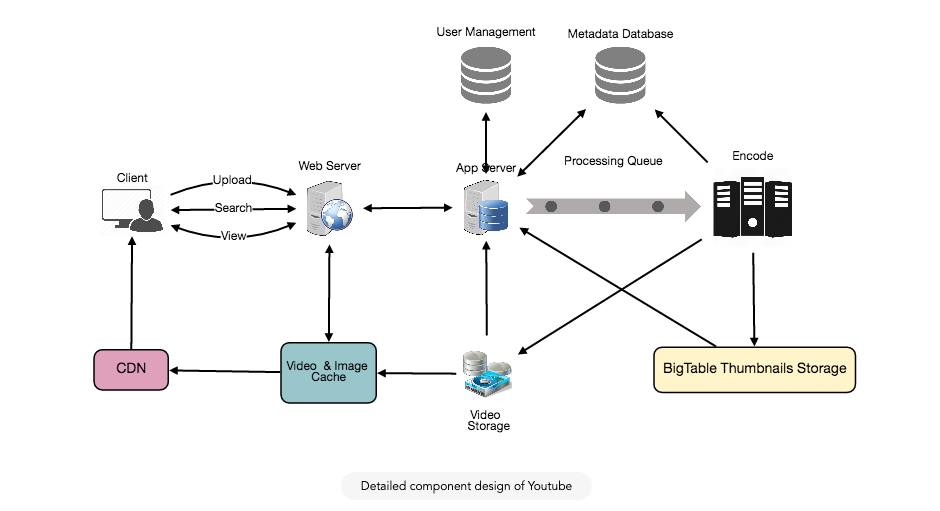 User Management
Metadata Database
Client
Upload
Search
View
Web Server
App Server
Processing Queue
Encode
CDN
Video & Image
Cache
Video
Storage
BigTable Thumbnails Storage
Detailed component design of Youtube